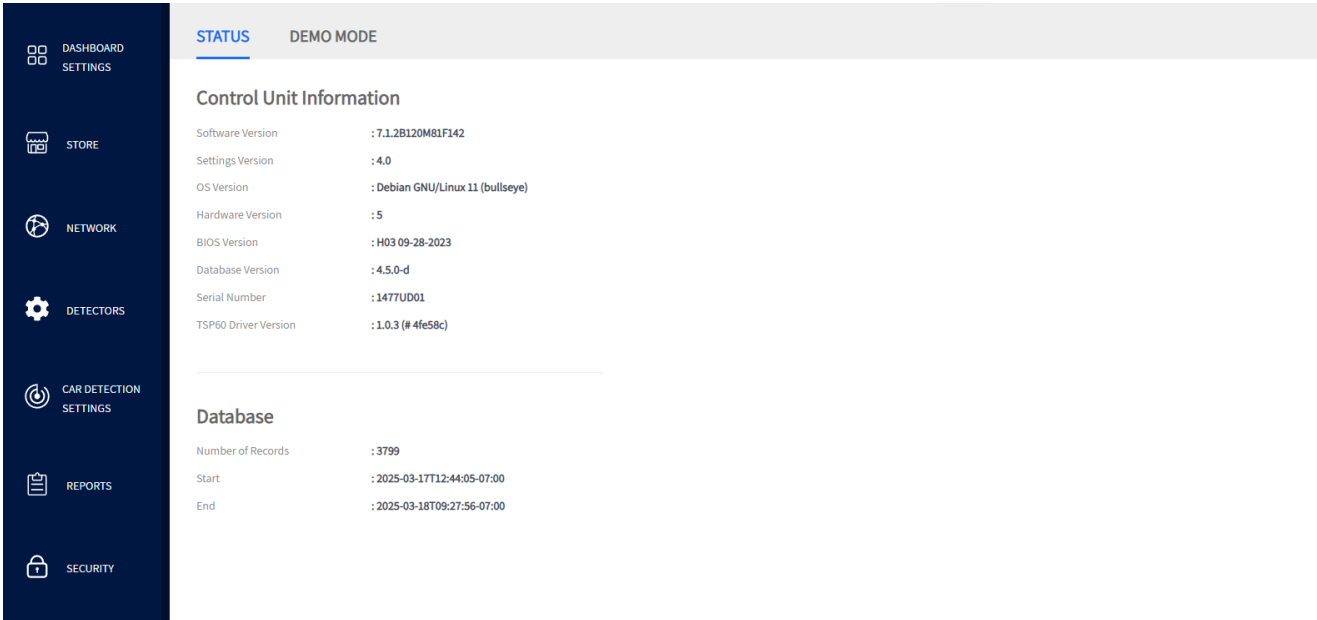 DASHBOARD
SETTINGS
STORE
NETWORK
DETECTORS
CAR DETECTION
SETTINGS
REPORTS
SECURITY
STATUS DEMO MODE
Control Unit Information
Software Version : 7.1.2B120M81F142
Settings Version : 4.0
OS Version : Debian GNU/Linux 11 (bullseye)
Hardware Version : 5
BIOS Version : H03 09-28-2023
Database Version : 4.5.0-d
Serial Number : 1477UD01
TSP60 Driver Version : 1.0.3 (# 4fe58c)
Database
Number of Records : 3799
Start : 2025-03-17T12:44:05-07:00
End : 2025-03-18T09:27:56-07:00